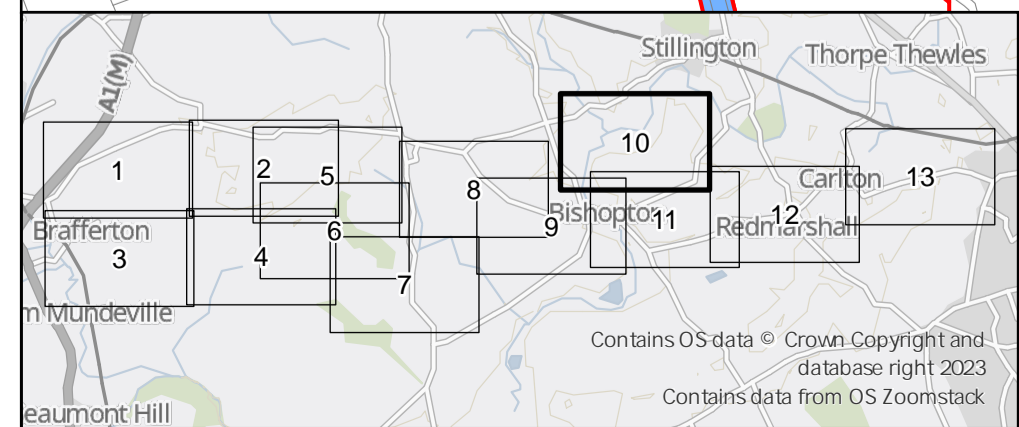 Stillington
Thorpe Thewles
A1(M)
10
1
2
5
Carlton
13
8
Bishopton
11
12
Redmarshall
9
Brafferton
6
3
4
7
m Mundeville
Contains OS data © Crown Copyright and
database right 2023
Contains data from OS Zoomstack
eaumont Hill